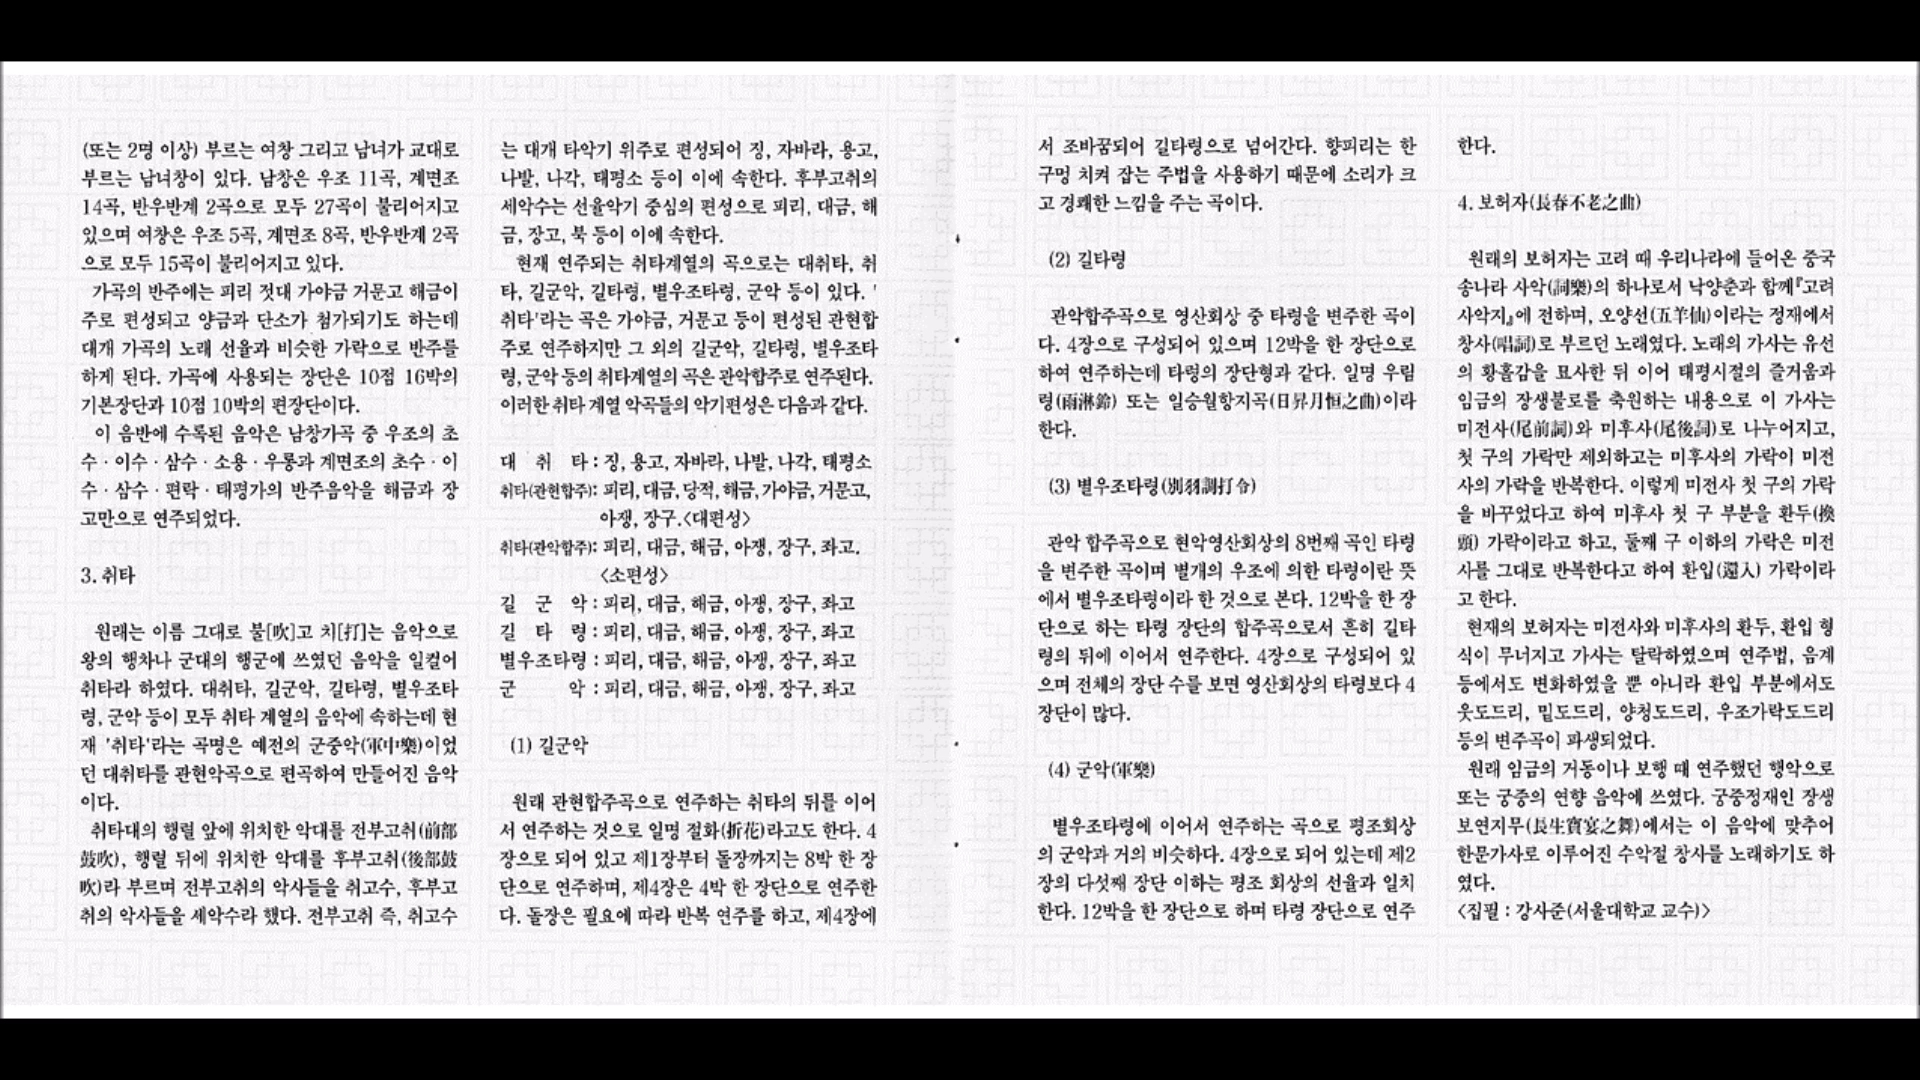 (또는 2명 이상) 부르는 여창 그리고 남녀가 교대로
부르는 남녀창이 있다. 남창은 우조 11곡, 계면조
14곡, 반우반계 2곡으로 모두 27곡이 불리어지고
있으며 여창은 우조 5곡, 계면조 8곡, 반우반계 2곡
으로 모두 15곡이 불리어지고 있다.
가곡의 반주에는 피리 젓대 가야금 거문고 해금이
주로 편성되고 양금과 단소가 첨가되기도 하는데
대개 가곡의 노래 선율과 비슷한 가락으로 반주를
하게 된다. 가곡에 사용되는 장단은 10점 16박의
기본장단과 10점 10박의 편장단이다.
이 음반에 수록된 음악은 남창가곡 중 우조의 초
수 · 이수 · 삼수 · 소용 · 우롱과 계면조의 초수 · 이
수 · 삼수 · 편락 · 태평가의 반주음악을 해금과 장
고만으로 연주되었다.
3. 취타
원래는 이름 그대로 불[吹]고 치[打]는 음악으로
왕의 행차나 군대의 행군에 쓰였던 음악을 일컬어
취타라 하였다. 대취타, 길군악, 길타령, 별우조타
령, 군악 등이 모두 취타 계열의 음악에 속하는데 현
재 '취타'라는 곡명은 예전의 군중악(軍中樂)이었
던 대취타를 관현악곡으로 편곡하여 만들어진 음악
이다.
취타대의 행렬 앞에 위치한 악대를 전부고취(前部
鼓吹), 행렬 뒤에 위치한 악대를 후부고취(後部鼓
吹)라 부르며 전부고취의 악사들을 취고수, 후부고
취의 악사들을 세악수라 했다. 전부고취 즉, 취고수
는 대개 타악기 위주로 편성되어 징, 자바라, 용고,
나발, 나각, 태평소 등이 이에 속한다. 후부고취의
세악수는 선율악기 중심의 편성으로 피리, 대금, 해
금, 장고, 북 등이 이에 속한다.
현재 연주되는 취타계열의 곡으로는 대취타, 취
타, 길군악, 길타령, 별우조타령, 군악 등이 있다. '
취타'라는 곡은 가야금, 거문고 등이 편성된 관현합
주로 연주하지만 그 외의 길군악, 길타령, 별우조타
령, 군악 등의 취타계열의 곡은 관악합주로 연주된다.
이러한 취타 계열 악곡들의 악기편성은 다음과 같다.
대 취 타 : 징, 용고, 자바라, 나발, 나각, 태평소
취타(관현합주): 피리, 대금, 당적, 해금, 가야금, 거문고,
아쟁, 장구.<대편성>
취타(관악합주): 피리, 대금, 해금, 아쟁, 장구, 좌고.
<소편성>
길 군 악 : 피리, 대금, 해금, 아쟁, 장구, 좌고
길 타 령 : 피리, 대금, 해금, 아쟁, 장구, 좌고
별우조타령 : 피리, 대금, 해금, 아쟁, 장구, 좌고
군 악 : 피리, 대금, 해금, 아쟁, 장구, 좌고
(1) 길군악
원래 관현합주곡으로 연주하는 취타의 뒤를 이어
서 연주하는 것으로 일명 절화(折花)라고도 한다. 4
장으로 되어 있고 제1장부터 돌장까지는 8박 한 장
단으로 연주하며, 제4장은 4박 한 장단으로 연주한
다. 돌장은 필요에 따라 반복 연주를 하고, 제4장에
서 조바꿈되어 길타령으로 넘어간다. 향피리는 한
구멍 치켜 잡는 주법을 사용하기 때문에 소리가 크
고 경쾌한 느낌을 주는 곡이다.
(2) 길타령
관악합주곡으로 영산회상 중 타령을 변주한 곡이
다. 4장으로 구성되어 있으며 12박을 한 장단으로
하여 연주하는데 타령의 장단형과 같다. 일명 우림
령(雨淋鈴) 또는 일승월항지곡(日昇月恒之曲)이라
한다.
(3) 별우조타령(別羽調打令)
관악 합주곡으로 현악영산회상의 8번째 곡인 타령
을 변주한 곡이며 별개의 우조에 의한 타령이란 뜻
에서 별우조타령이라 한 것으로 본다. 12박을 한 장
단으로 하는 타령 장단의 합주곡으로서 흔히 길타
령의 뒤에 이어서 연주한다. 4장으로 구성되어 있
으며 전체의 장단 수를 보면 영산회상의 타령보다 4
장단이 많다.
(4) 군악(軍樂)
별우조타령에 이어서 연주하는 곡으로 평조회상
의 군악과 거의 비슷하다. 4장으로 되어 있는데 제2
장의 다섯째 장단 이하는 평조 회상의 선율과 일치
한다. 12박을 한 장단으로 하며 타령 장단으로 연주
한다.
4. 보허자(長春不老之曲)
원래의 보허자는 고려 때 우리나라에 들어온 중국
송나라 사악(詞樂)의 하나로서 낙양춘과 함께『고려
사악지』에 전하며, 오양선(五羊仙)이라는 정재에서
창사(唱詞)로 부르던 노래였다. 노래의 가사는 유선
의 황홀감을 묘사한 뒤 이어 태평시절의 즐거움과
임금의 장생불로를 축원하는 내용으로 이 가사는
미전사(尾前詞)와 미후사(尾後詞)로 나누어지고,
첫 구의 가락만 제외하고는 미후사의 가락이 미전
사의 가락을 반복한다. 이렇게 미전사 첫 구의 가락
을 바꾸었다고 하여 미후사 첫 구 부분을 환두(換
頭) 가락이라고 하고, 둘째 구 이하의 가락은 미전
사를 그대로 반복한다고 하여 환입(還入) 가락이라
고 한다.
현재의 보허자는 미전사와 미후사의 환두, 환입 형
식이 무너지고 가사는 탈락하였으며 연주법, 음계
등에서도 변화하였을 뿐 아니라 환입 부분에서도
웃도드리, 밑도드리, 양청도드리, 우조가락도드리
등의 변주곡이 파생되었다.
원래 임금의 거동이나 보행 때 연주했던 행악으로
또는 궁중의 연향 음악에 쓰였다. 궁중정재인 장생
보연지무(長生寶宴之舞)에서는 이 음악에 맞추어
한문가사로 이루어진 수악절 창사를 노래하기도 하
였다.
<집필 : 강사준(서울대학교 교수)>